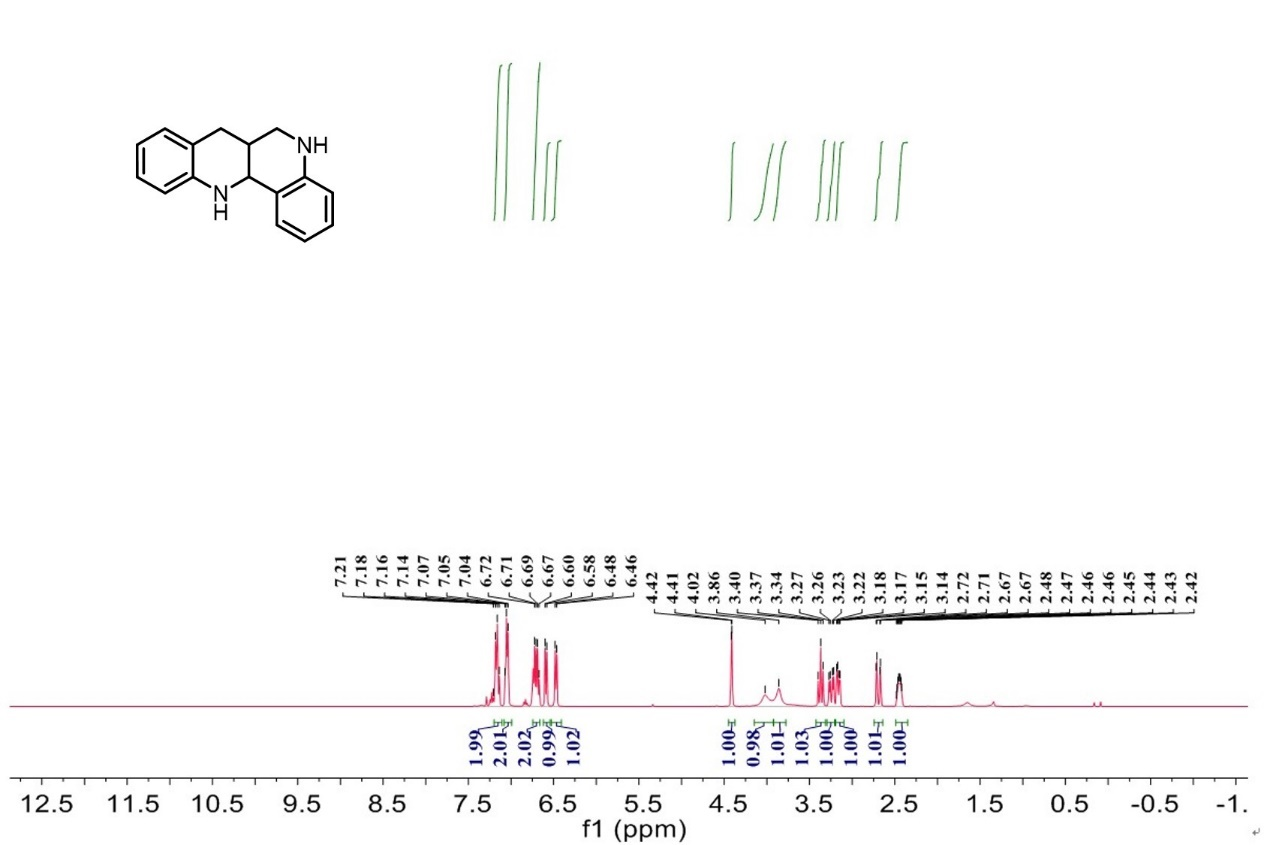 NH
N
H
7.21 7.18 7.16 7.14 7.07 7.05 7.04 6.72 6.71 6.69 6.67 6.60 6.58 6.48 6.46 4.42 4.41 4.02 3.86 3.40 3.37 3.34 3.27 3.26 3.23 3.22 3.18 3.17 3.15 3.14 2.72 2.71 2.67 2.67 2.48 2.47 2.46 2.46 2.45 2.44 2.43 2.42
1.99 2.01 2.02 0.99 1.02 1.00 0.98 1.01 1.03 1.00 1.00 1.01 1.00
12.5 11.5 10.5 9.5 8.5 7.5 6.5 5.5 4.5 3.5 2.5 1.5 0.5 -0.5 -1.
f1 (ppm)